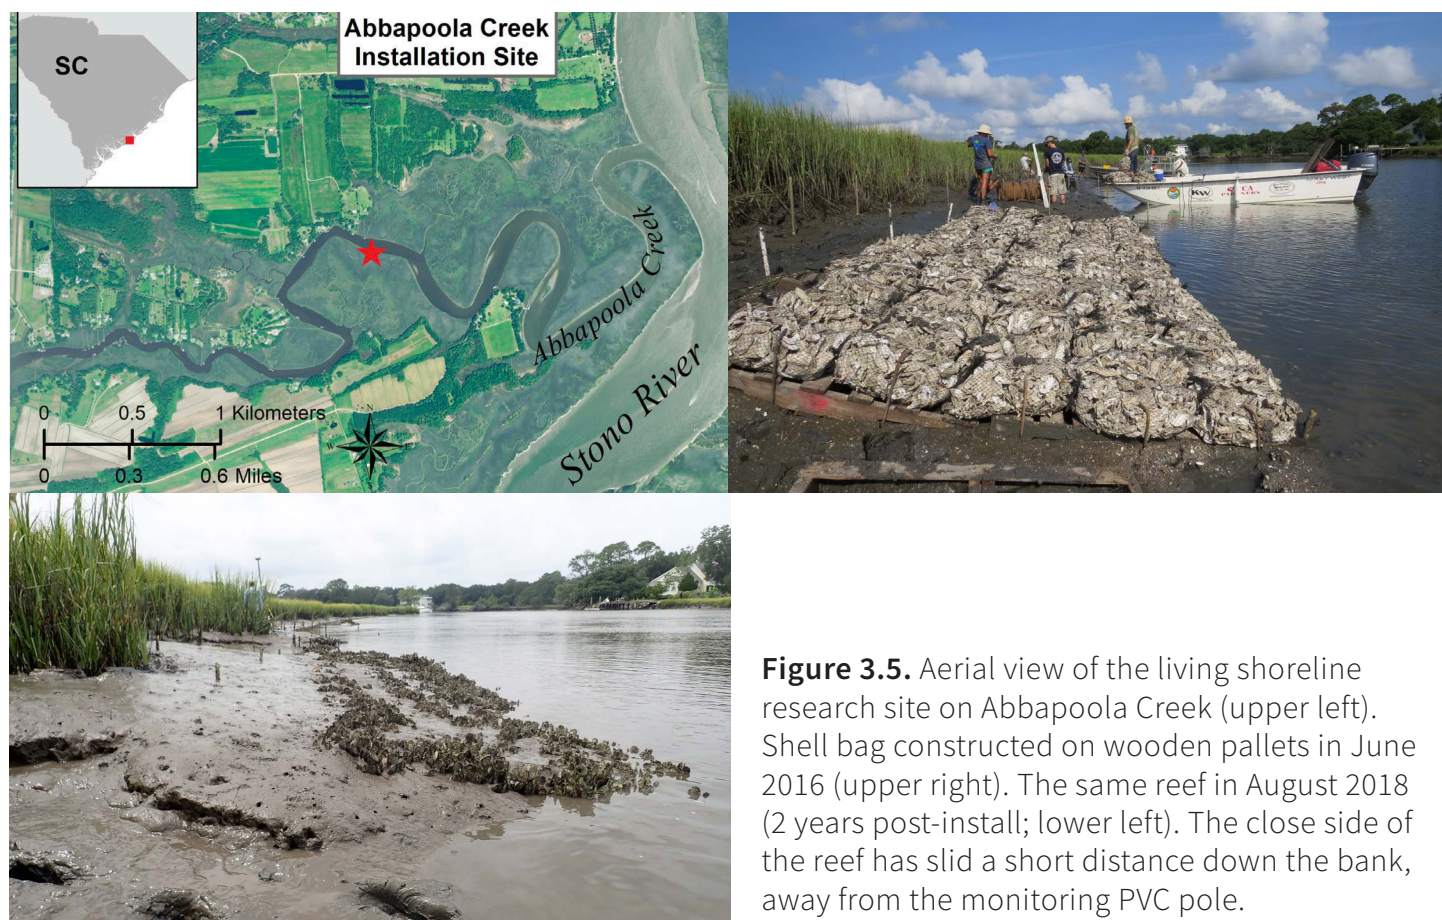 Abbapoola Creek
Installation Site
SC
Abbapoola Creek
Stono River
0 0.5 1 Kilometers
0 0.3 0.6 Miles
N
W
KW
CCA
Figure 3.5. Aerial view of the living shoreline
research site on Abbapoola Creek (upper left).
Shell bag constructed on wooden pallets in June
2016 (upper right). The same reef in August 2018
(2 years post-install; lower left). The close side of
the reef has slid a short distance down the bank,
away from the monitoring PVC pole.